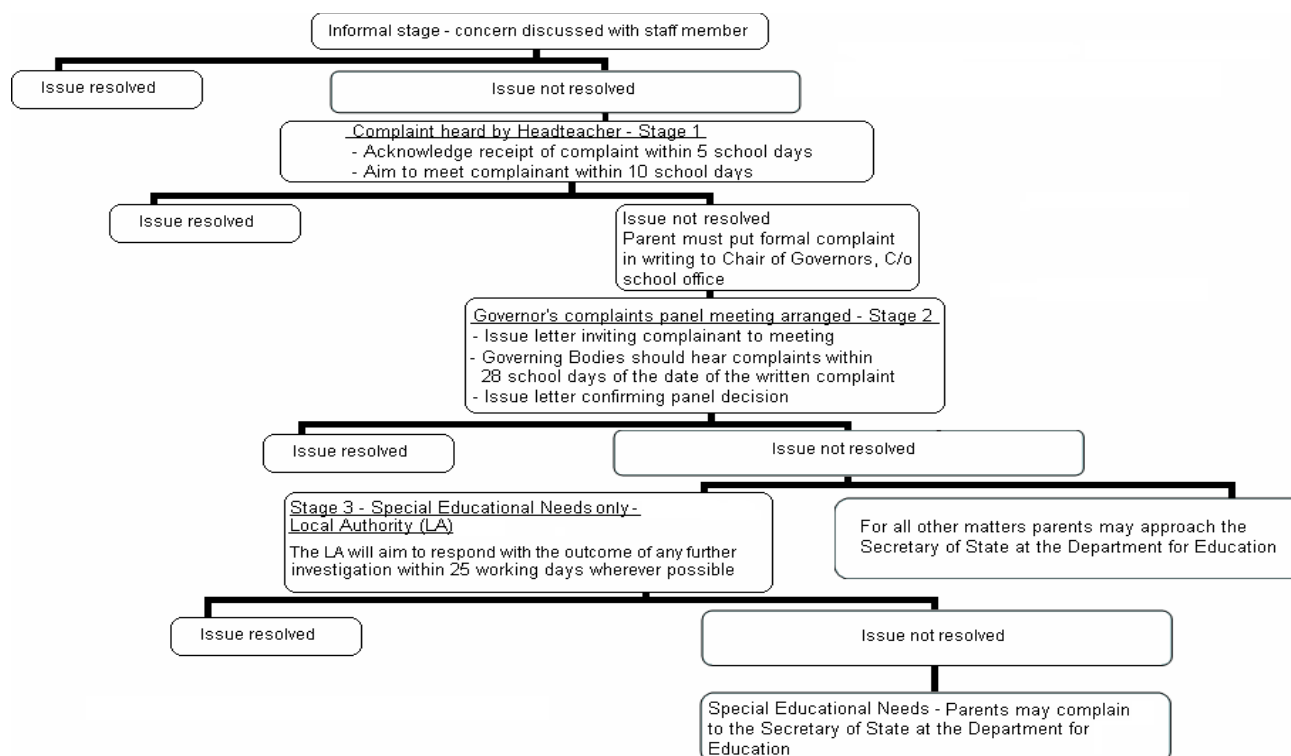 Informal stage - concern discussed with staff member
Issue resolved
Issue not resolved
Complaint heard by Headteacher - Stage 1
- Acknowledge receipt of complaint within 5 school days
- Aim to meet complainant within 10 school days
Issue resolved
Issue not resolved
Parent must put formal complaint
in writing to Chair of Governors, C/o
school office
Governor's complaints panel meeting arranged - Stage 2
- Issue letter inviting complainant to meeting
- Governing Bodies should hear complaints within
28 school days of the date of the written complaint
- Issue letter confirming panel decision
Issue resolved
Issue not resolved
Stage 3 - Special Educational Needs only -
Local Authority (LA)
The LA will aim to respond with the outcome of any further
investigation within 25 working days wherever possible
For all other matters parents may approach the
Secretary of State at the Department for Education
Issue resolved
Issue not resolved
Special Educational Needs - Parents may complain
to the Secretary of State at the Department for
Education